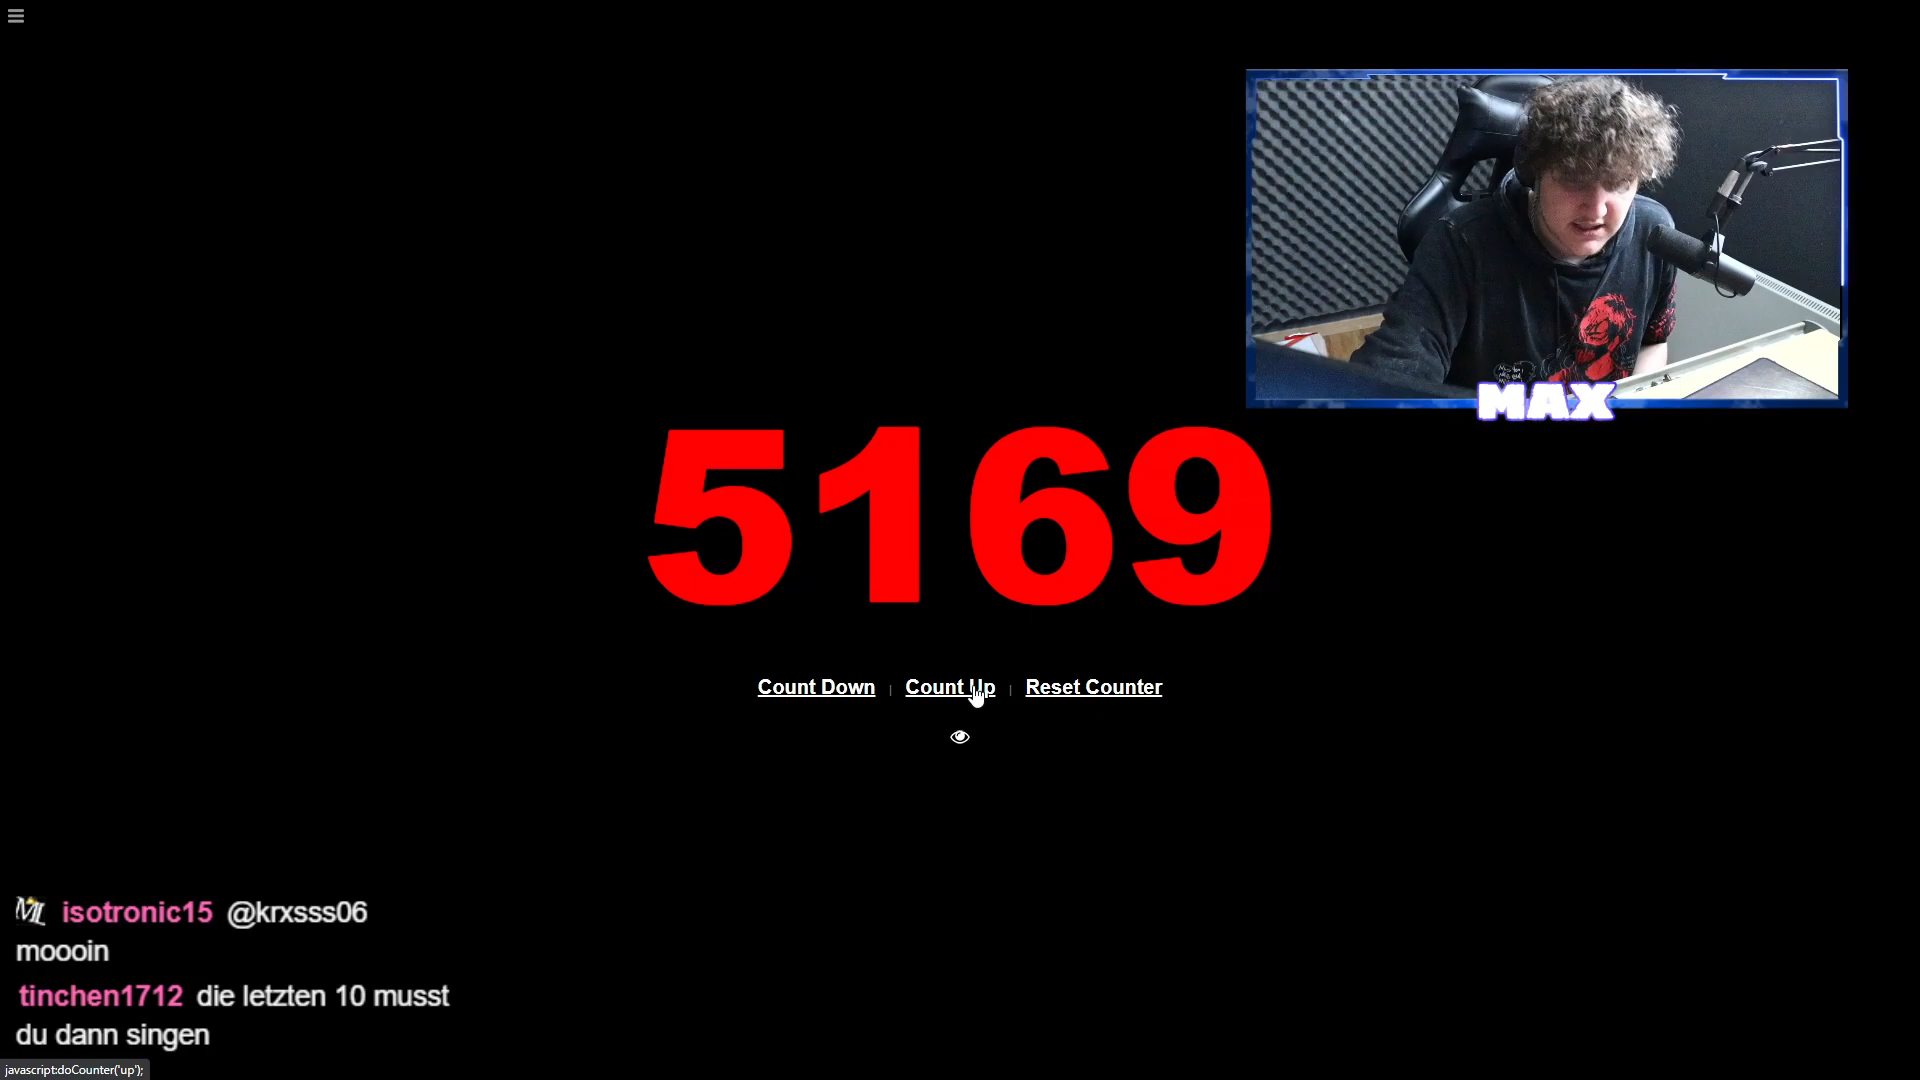 MAX
5169
Count Down | Count Up | Reset Counter
isotronic15 @krxsss06
moooin
tinchen1712 die letzten 10 musst
du dann singen
javascript:doCounter('up');